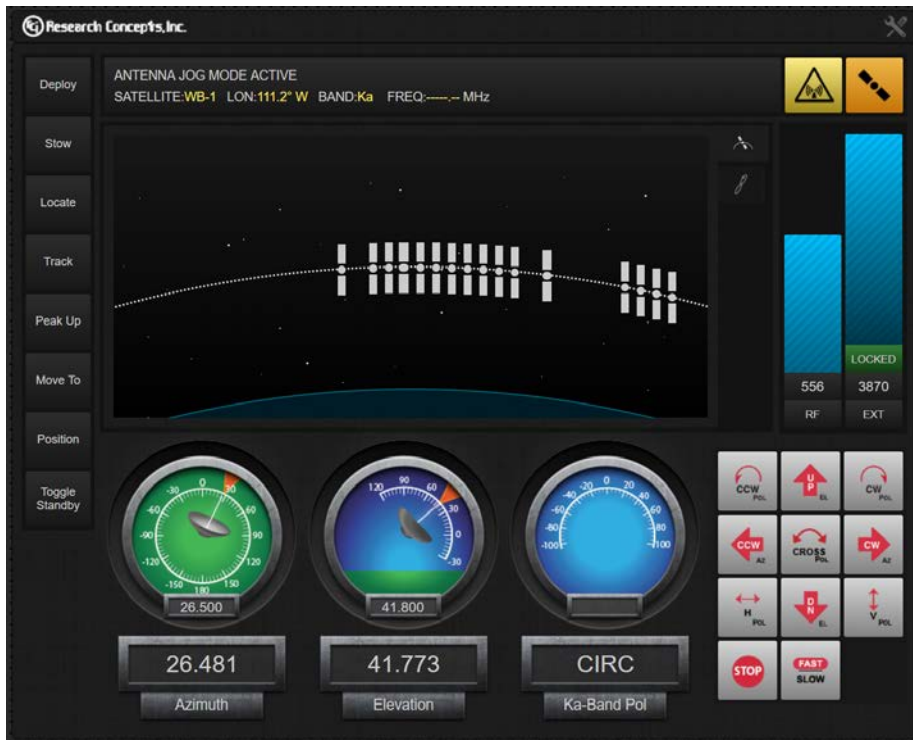 Research Concepts, Inc.
Deploy
Stow
Locate
Track
Peak Up
Move To
Position
Toggle
Standby
ANTENNA JOG MODE ACTIVE
SATELLITE:WB-1 LON:111.2° W BAND:Ka FREQ:-----.-- MHz
LOCKED
556 3870
RF EXT
-30 0 30
-60 60
-90 90
-120 120
-150 180 150
26.500
26.481
Azimuth
120 90 60
30
0
-30
41.800
41.773
Elevation
-20 0 20
-40 40
-60 60
-80 80
-100 100
CIRC
Ka-Band Pol
CCW POL
UP EL
CW POL
CCW AZ
CROSS POL
CW AZ
H POL
DN EL
V POL
STOP
FAST
SLOW